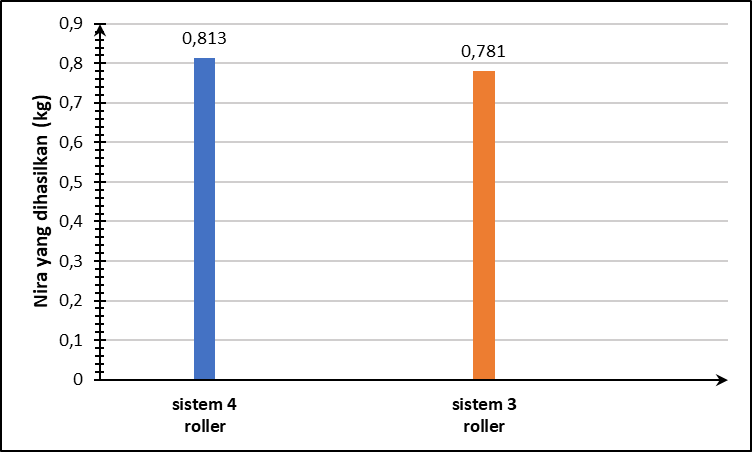 0,9
0,8
0,7
0,6
0,5
0,4
0,3
0,2
0,1
0
Nira yang dihasilkan (kg)
0,813
0,781
sistem 4
roller
sistem 3
roller